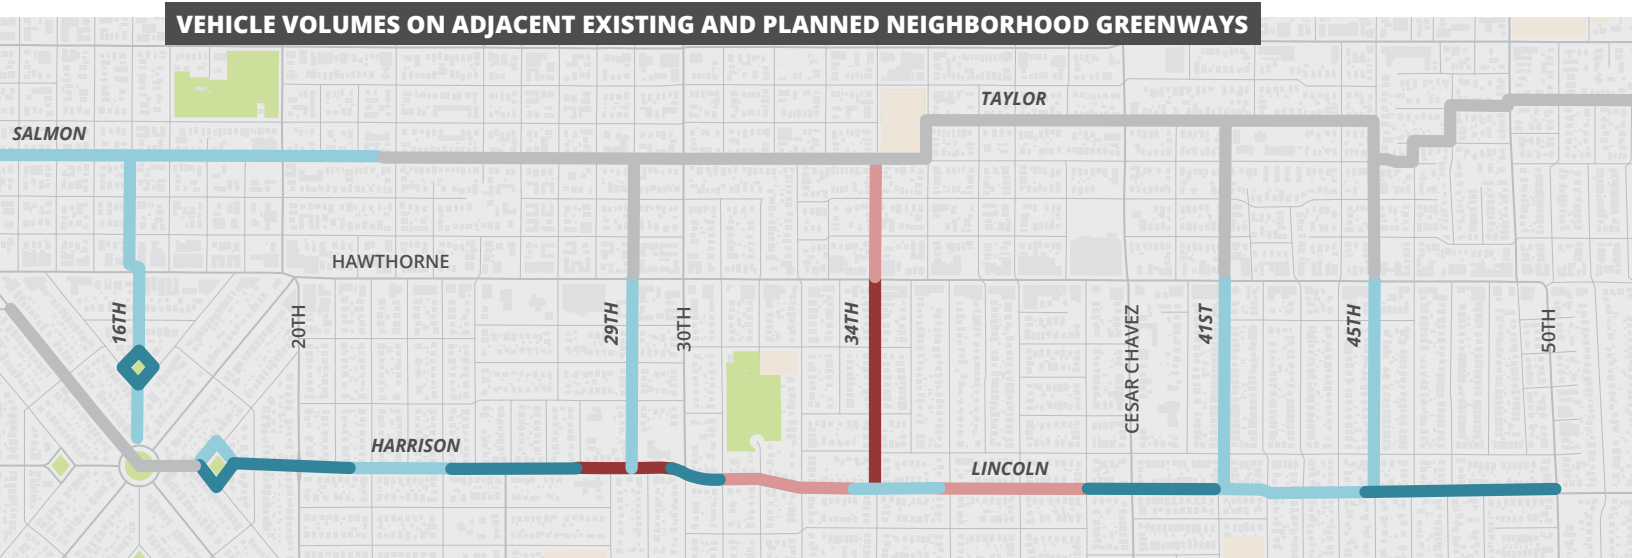 VEHICLE VOLUMES ON ADJACENT EXISTING AND PLANNED NEIGHBORHOOD GREENWAYS
TAYLOR
SALMON
HAWTHORNE
16TH
20TH
29TH
30TH
34TH
CESAR CHAVEZ
41ST
45TH
50TH
HARRISON
LINCOLN